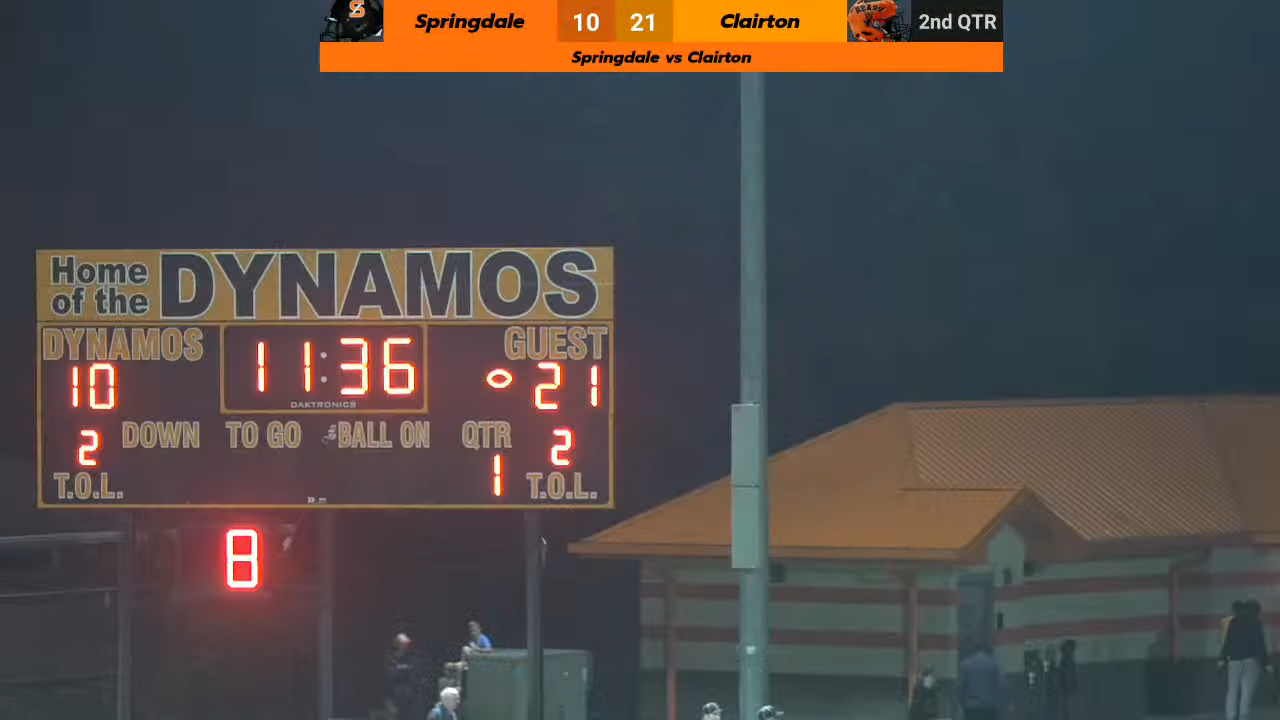 S Springdale 10 21 Clairton BEARS 2nd QTR
Springdale vs Clairton
Home of the DYNAMOS
DYNAMOS 11:36 GUEST
10 21
DAKTRONICS
2 DOWN TO GO BALL ON QTR 2
T.O.L. 1 T.O.L.
8